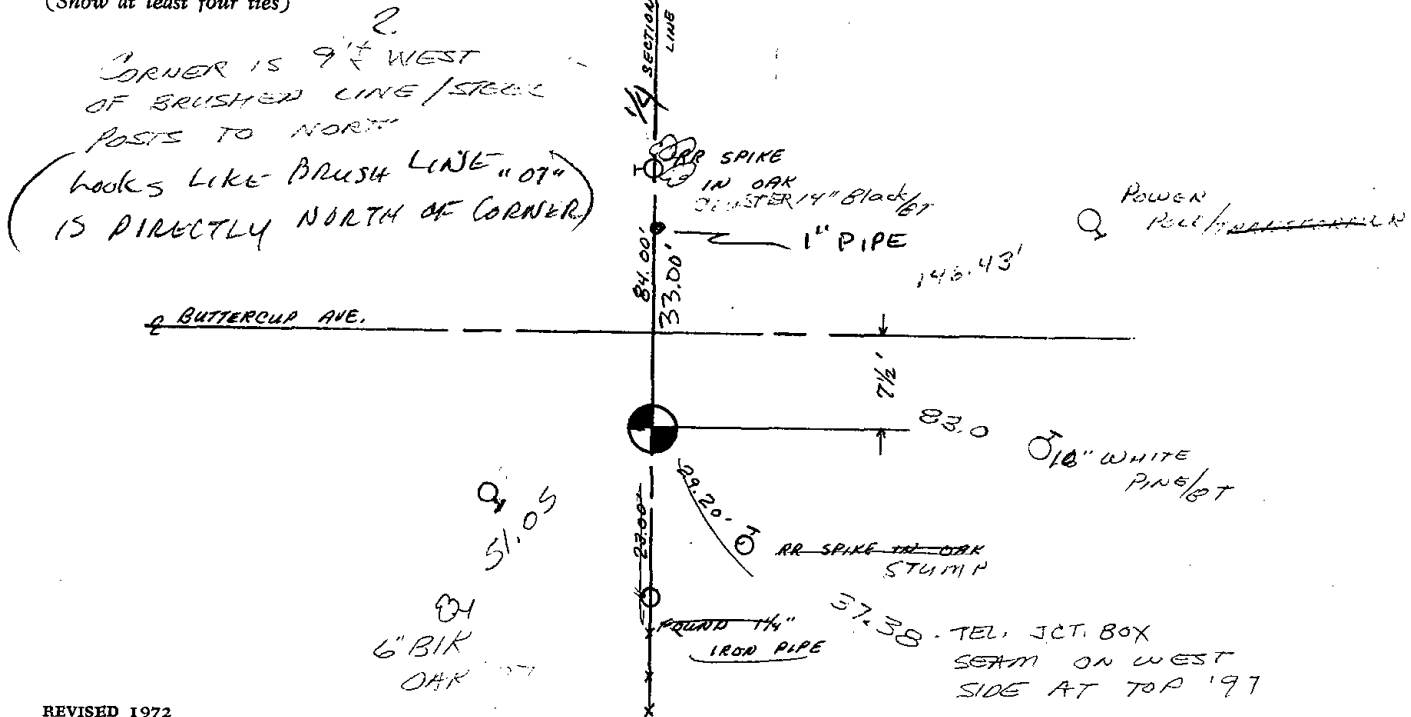 (Show at least four ties)
2.
CORNER IS 9'± WEST
OF BRUSHED LINE/STEEL
POSTS TO NORTH
(LOOKS LIKE BRUSH LINE "07"
IS DIRECTLY NORTH OF CORNER)
1/4 SECTION
LINE
RR SPIKE
IN OAK
CLUSTER 14" Black/BT
1" PIPE
POWER
POLE/
146.43'
84.00'
33.00'
℄ BUTTERCUP AVE.
7½'
83.0
18" WHITE
PINE/BT
29.20'
51.05
RR SPIKE IN OAK
STUMP
23.00'
6" BLK
OAK '97
FOUND 1¼"
IRON PIPE
37.38
TEL. JCT. BOX
SEAM ON WEST
SIDE AT TOP '97
REVISED 1972